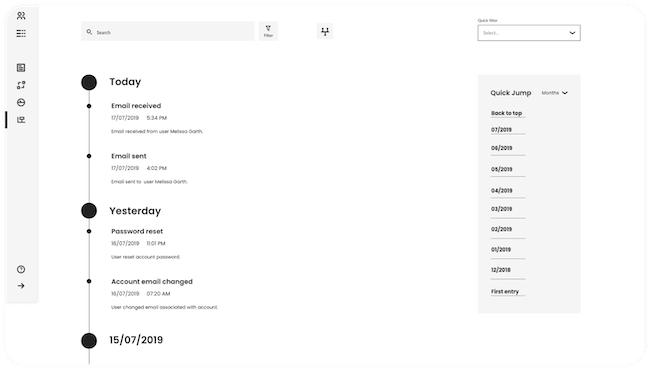 Search
Filter
Quick filter
Select...
Today
Email received
17/07/2019 5:34 PM
Email received from user Melissa Garth.
Email sent
17/07/2019 4:02 PM
Email sent to user Melissa Garth.
Yesterday
Password reset
16/07/2019 11:01 PM
User reset account password.
Account email changed
16/07/2019 07:20 AM
User changed email associated with account.
15/07/2019
Quick Jump Months
Back to top
07/2019
06/2019
05/2019
04/2019
03/2019
02/2019
01/2019
12/2018
First entry